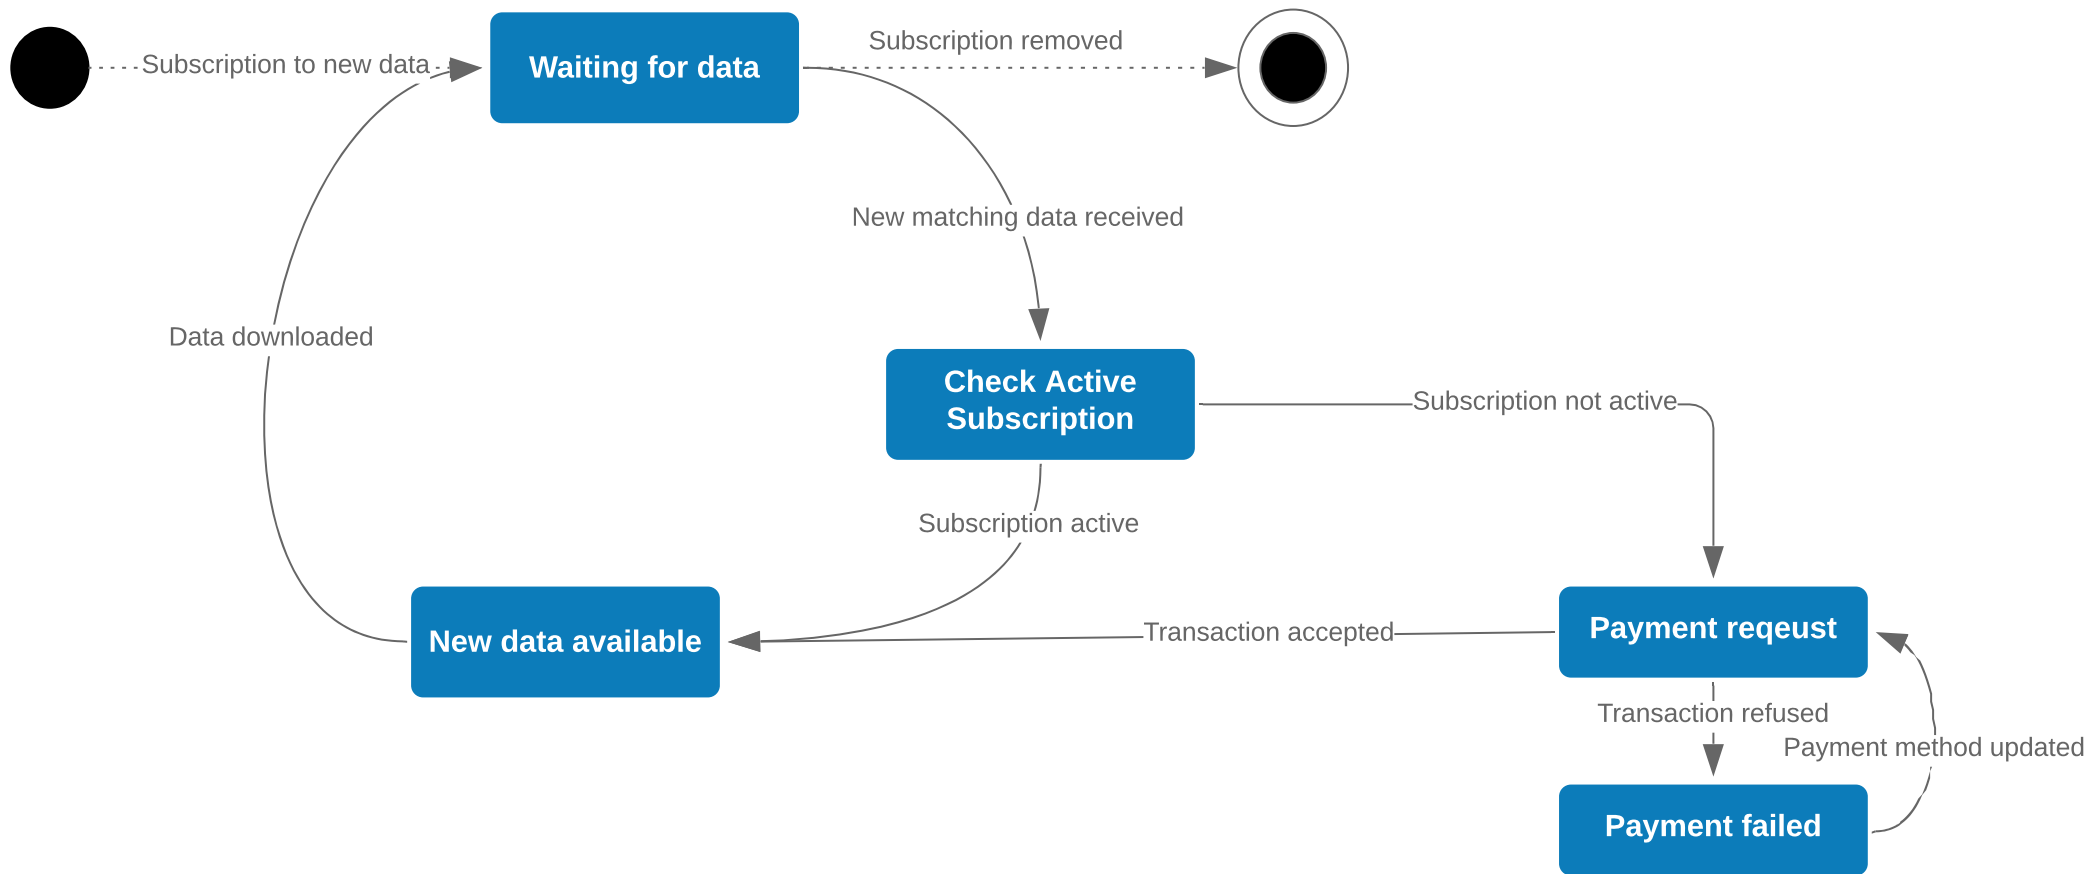 Subscription to new data
Waiting for data
Subscription removed
New matching data received
Data downloaded
Check Active
Subscription
Subscription not active
Subscription active
New data available
Transaction accepted
Payment reqeust
Transaction refused
Payment method updated
Payment failed